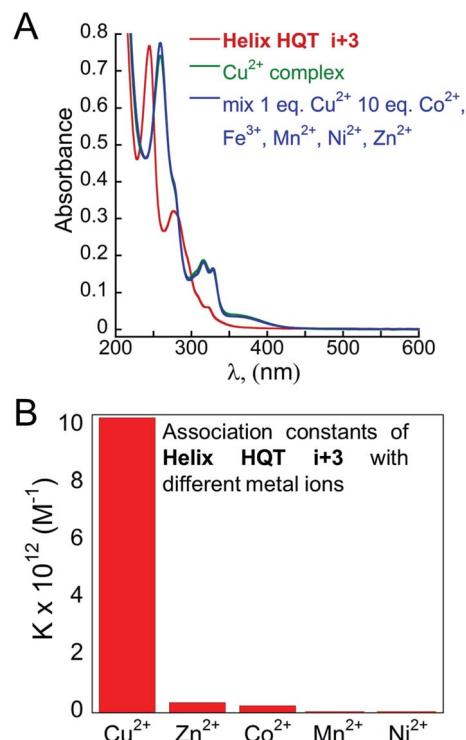 A
Helix HQT i+3
Cu²⁺ complex
mix 1 eq. Cu²⁺ 10 eq. Co²⁺,
Fe³⁺, Mn²⁺, Ni²⁺, Zn²⁺
Absorbance
0.8
0.7
0.6
0.5
0.4
0.3
0.2
0.1
0
200 300 400 500 600
λ, (nm)
B
Association constants of
Helix HQT i+3 with
different metal ions
K x 10¹² (M⁻¹)
10
8
6
4
2
0
Cu²⁺ Zn²⁺ Co²⁺ Mn²⁺ Ni²⁺